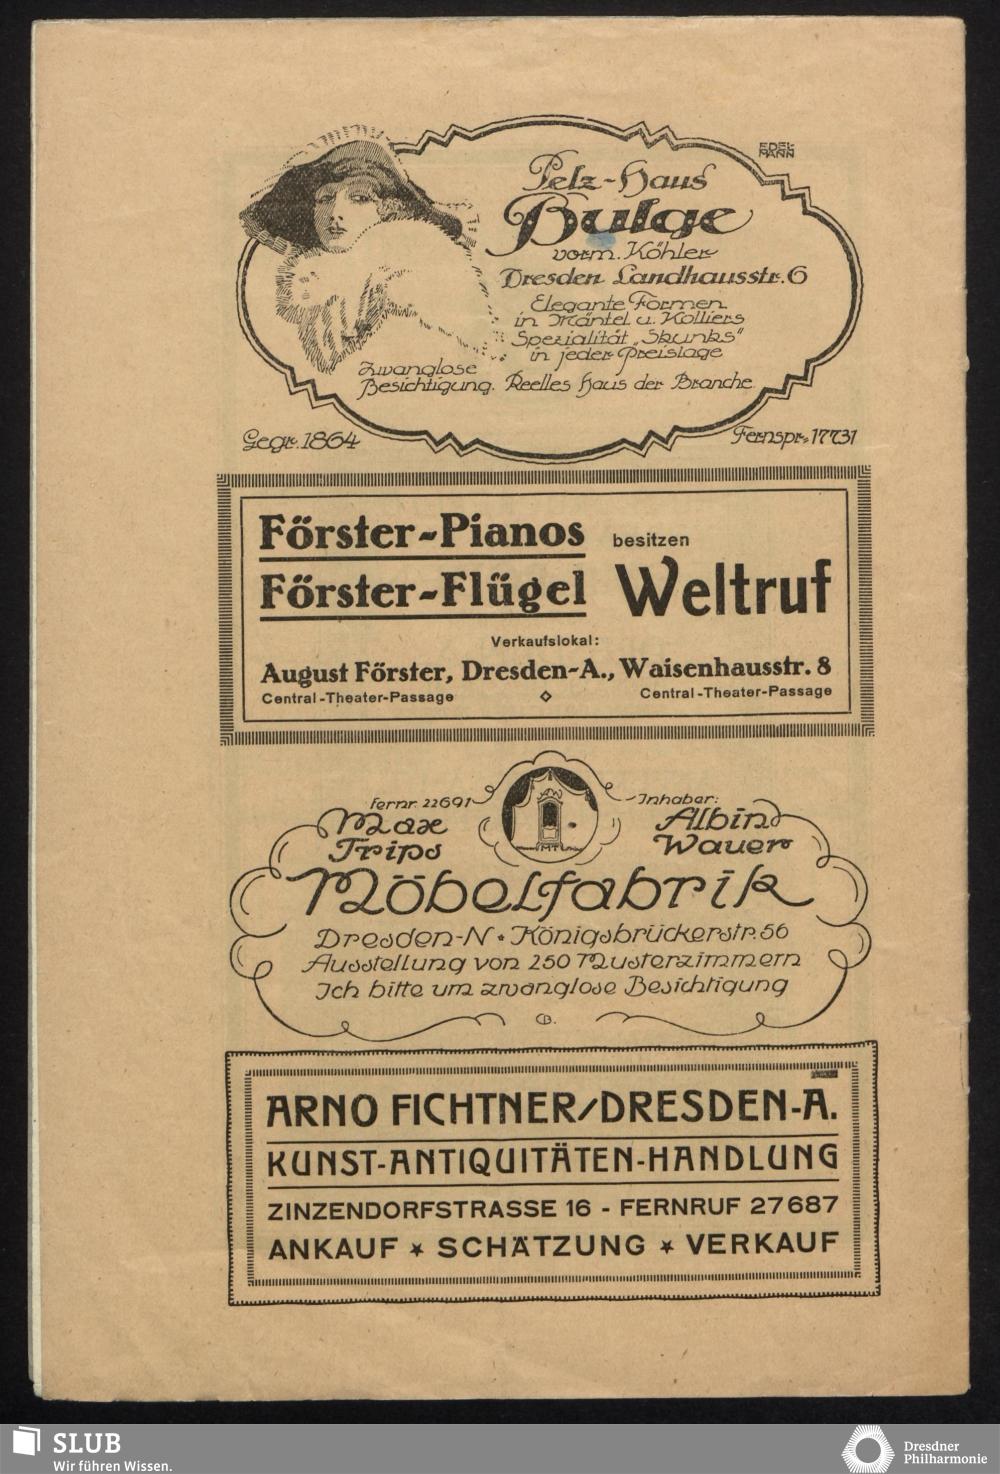 EDEL-
MANN
Pelz-Haus
Bulge
vorm. Köhler
Dresden Landhausstr. 6
Elegante Formen
in Mäntel u. Kolliers
Spezialität „Skunks"
in jeder Preislage
Zwanglose
Besichtigung. Reelles Haus der Branche
Gegr. 1864
Fernspr. 17731
Förster-Pianos
Förster-Flügel
besitzen
Weltruf
Verkaufslokal:
August Förster, Dresden-A., Waisenhausstr. 8
Central-Theater-Passage ◇ Central-Theater-Passage
Fernr. 22691
Max
Trips
MT
Inhaber:
Albin
Wauer
Möbelfabrik
Dresden-N • Königsbrückerstr. 56
Ausstellung von 250 Musterzimmern
Ich bitte um zwanglose Besichtigung
CB.
ARNO FICHTNER/DRESDEN-A.
KUNST-ANTIQUITÄTEN-HANDLUNG
ZINZENDORFSTRASSE 16 - FERNRUF 27687
ANKAUF ★ SCHÄTZUNG ★ VERKAUF
SLUB
Wir führen Wissen.
Dresdner
Philharmonie